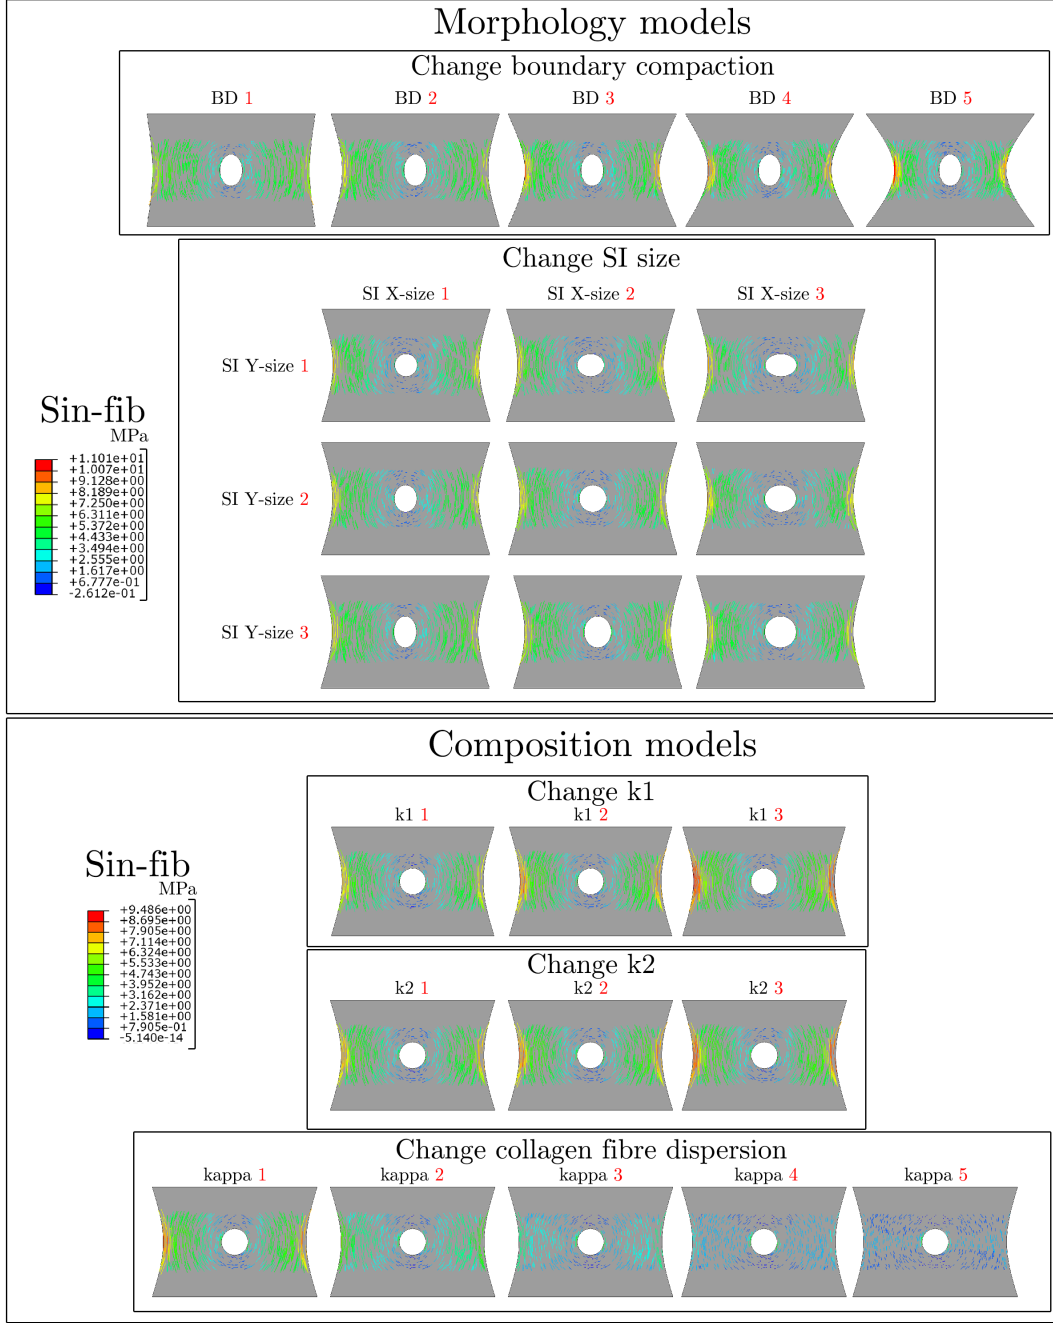 Morphology models
Change boundary compaction
BD 1 BD 2 BD 3 BD 4 BD 5
Change SI size
SI X-size 1 SI X-size 2 SI X-size 3
SI Y-size 1
SI Y-size 2
SI Y-size 3
Sin-fib
MPa
+1.101e+01
+1.007e+01
+9.128e+00
+8.189e+00
+7.250e+00
+6.311e+00
+5.372e+00
+4.433e+00
+3.494e+00
+2.555e+00
+1.617e+00
+6.777e-01
-2.612e-01
Composition models
Change k1
k1 1 k1 2 k1 3
Sin-fib
MPa
+9.486e+00
+8.695e+00
+7.905e+00
+7.114e+00
+6.324e+00
+5.533e+00
+4.743e+00
+3.952e+00
+3.162e+00
+2.371e+00
+1.581e+00
+7.905e-01
-5.140e-14
Change k2
k2 1 k2 2 k2 3
Change collagen fibre dispersion
kappa 1 kappa 2 kappa 3 kappa 4 kappa 5